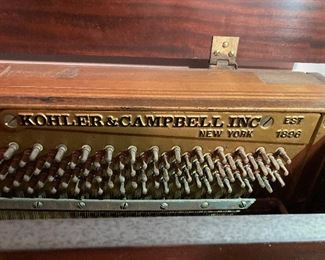 KOHLER&CAMPBELL INC EST
NEW YORK 1896